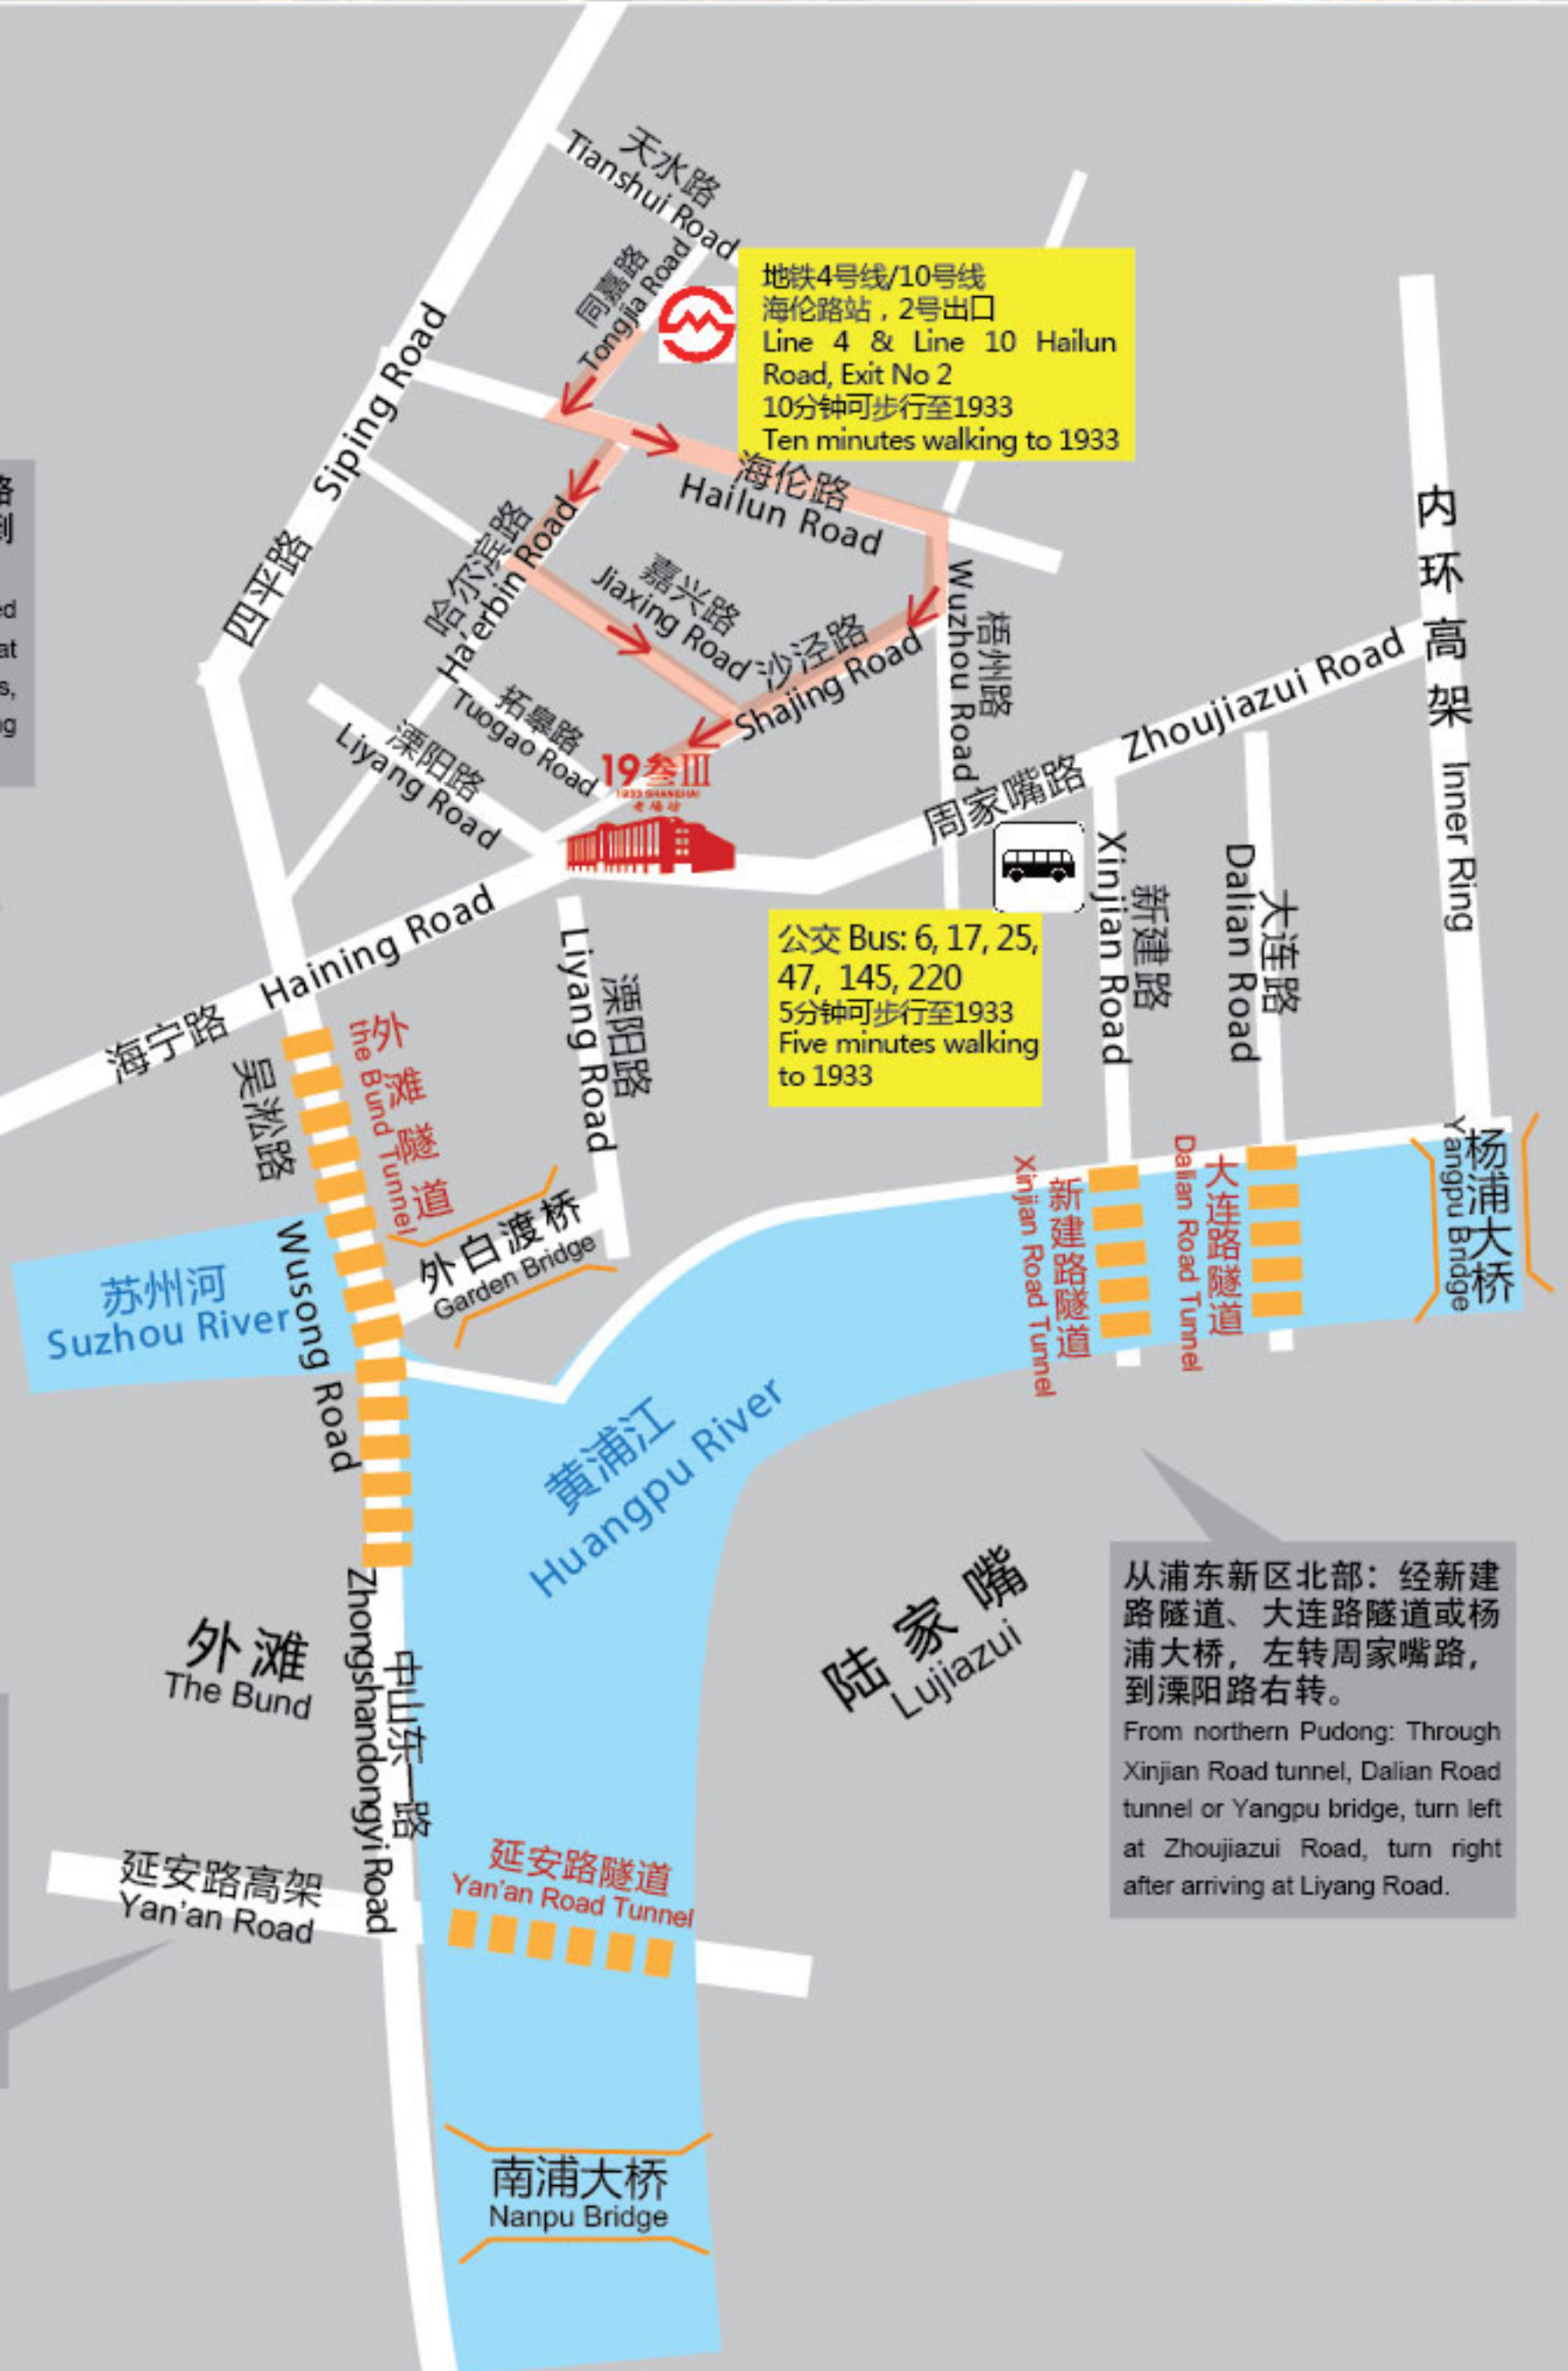 天水路
Tianshui Road
同嘉路
Tongjia Road
地铁4号线/10号线
海伦路站，2号出口
Line 4 & Line 10 Hailun
Road, Exit No 2
10分钟可步行至1933
Ten minutes walking to 1933
四平路 Siping Road
海伦路
Hailun Road
路
到
ed
at
s,
ng
哈尔滨路
Ha'erbin Road
嘉兴路
Jiaxing Road
沙泾路
Shajing Road
梧州路
Wuzhou Road
内环高架 Inner Ring
拓皋路
Tuogao Road
溧阳路
Liyang Road
19叁III
1933 SHANGHAI
老场坊
周家嘴路 Zhoujiazui Road
新建路
Xinjian Road
大连路
Dalian Road
海宁路 Haining Road
溧阳路
Liyang Road
公交 Bus: 6, 17, 25,
47, 145, 220
5分钟可步行至1933
Five minutes walking
to 1933
吴淞路 Wusong Road
外滩隧道
the Bund Tunnel
外白渡桥
Garden Bridge
苏州河
Suzhou River
新建路隧道
Xinjian Road Tunnel
大连路隧道
Dalian Road Tunnel
杨浦大桥
Yangpu Bridge
黄浦江
Huangpu River
外滩
The Bund
中山东一路
Zhongshandongyi Road
陆家嘴
Lujiazui
从浦东新区北部：经新建
路隧道、大连路隧道或杨
浦大桥，左转周家嘴路，
到溧阳路右转。
From northern Pudong: Through
Xinjian Road tunnel, Dalian Road
tunnel or Yangpu bridge, turn left
at Zhoujiazui Road, turn right
after arriving at Liyang Road.
延安路高架
Yan'an Road
延安路隧道
Yan'an Road Tunnel
南浦大桥
Nanpu Bridge